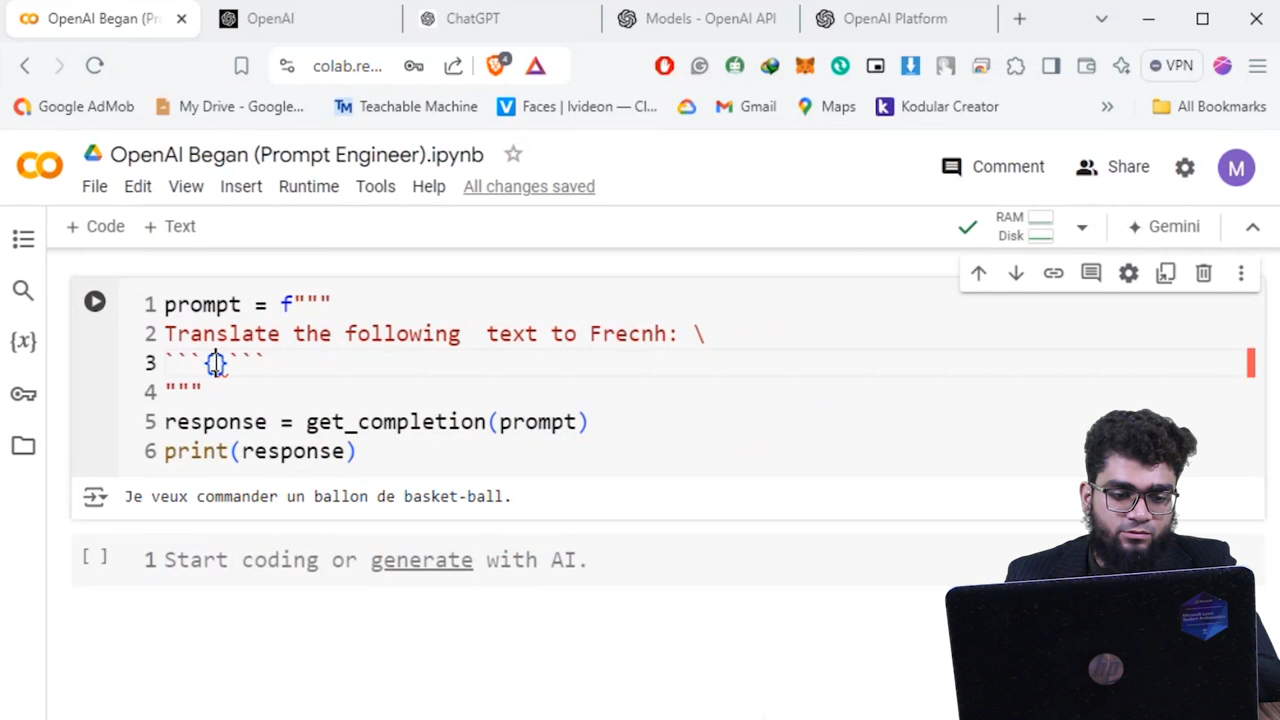 OpenAI Began (Pr
OpenAI
ChatGPT
Models - OpenAI API
OpenAI Platform
colab.re...
4
VPN
Google AdMob
My Drive - Google...
TM Teachable Machine
V Faces | Ivideon — Cl...
Gmail
Maps
k Kodular Creator
»
All Bookmarks
OpenAI Began (Prompt Engineer).ipynb
Comment
Share
M
File Edit View Insert Runtime Tools Help All changes saved
+ Code + Text
RAM
Disk
Gemini
1 prompt = f"""
2 Translate the following  text to Frecnh: \
3 ```{}```
4 """
5 response = get_completion(prompt)
6 print(response)
Je veux commander un ballon de basket-ball.
[ ] 1 Start coding or generate with AI.
hp